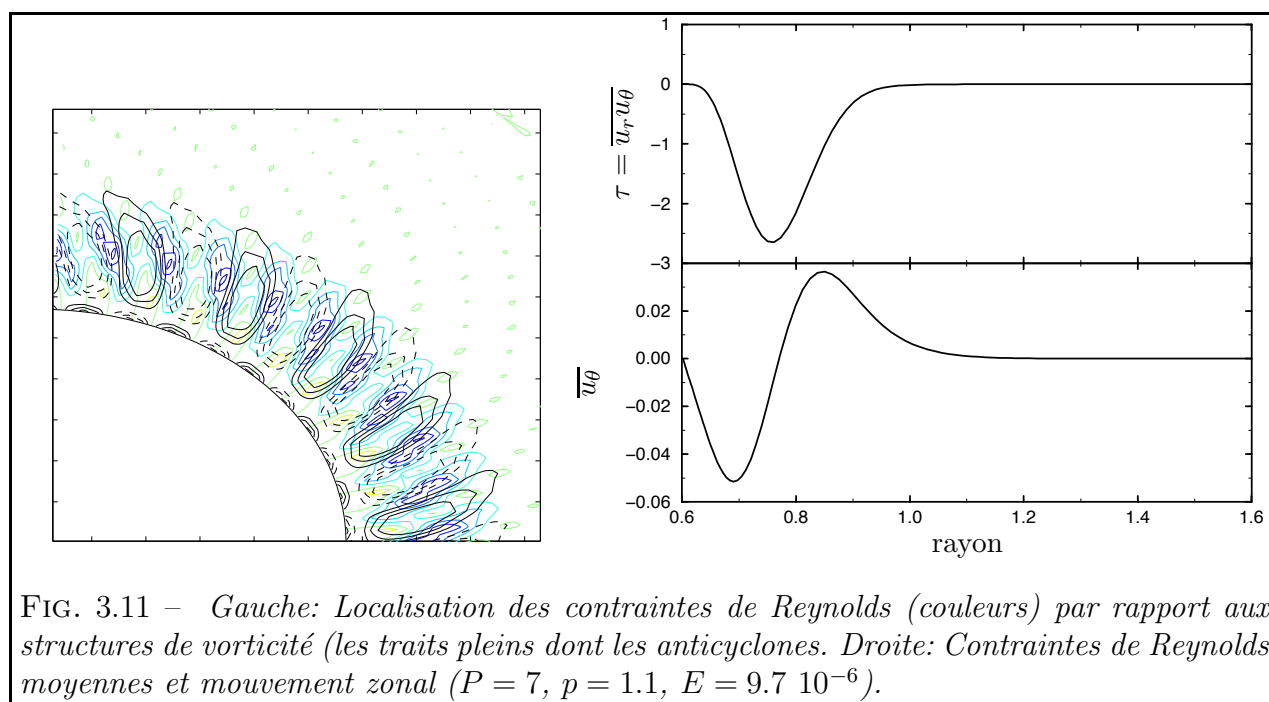 1
0
−1
−2
−3
τ = u_r u_θ
0.02
0.00
−0.02
−0.04
−0.06
u_θ
0.6 0.8 1.0 1.2 1.4 1.6
rayon
FIG. 3.11 – Gauche: Localisation des contraintes de Reynolds (couleurs) par rapport aux
structures de vorticité (les traits pleins dont les anticyclones. Droite: Contraintes de Reynolds
moyennes et mouvement zonal (P = 7, p = 1.1, E = 9.7 10⁻⁶).